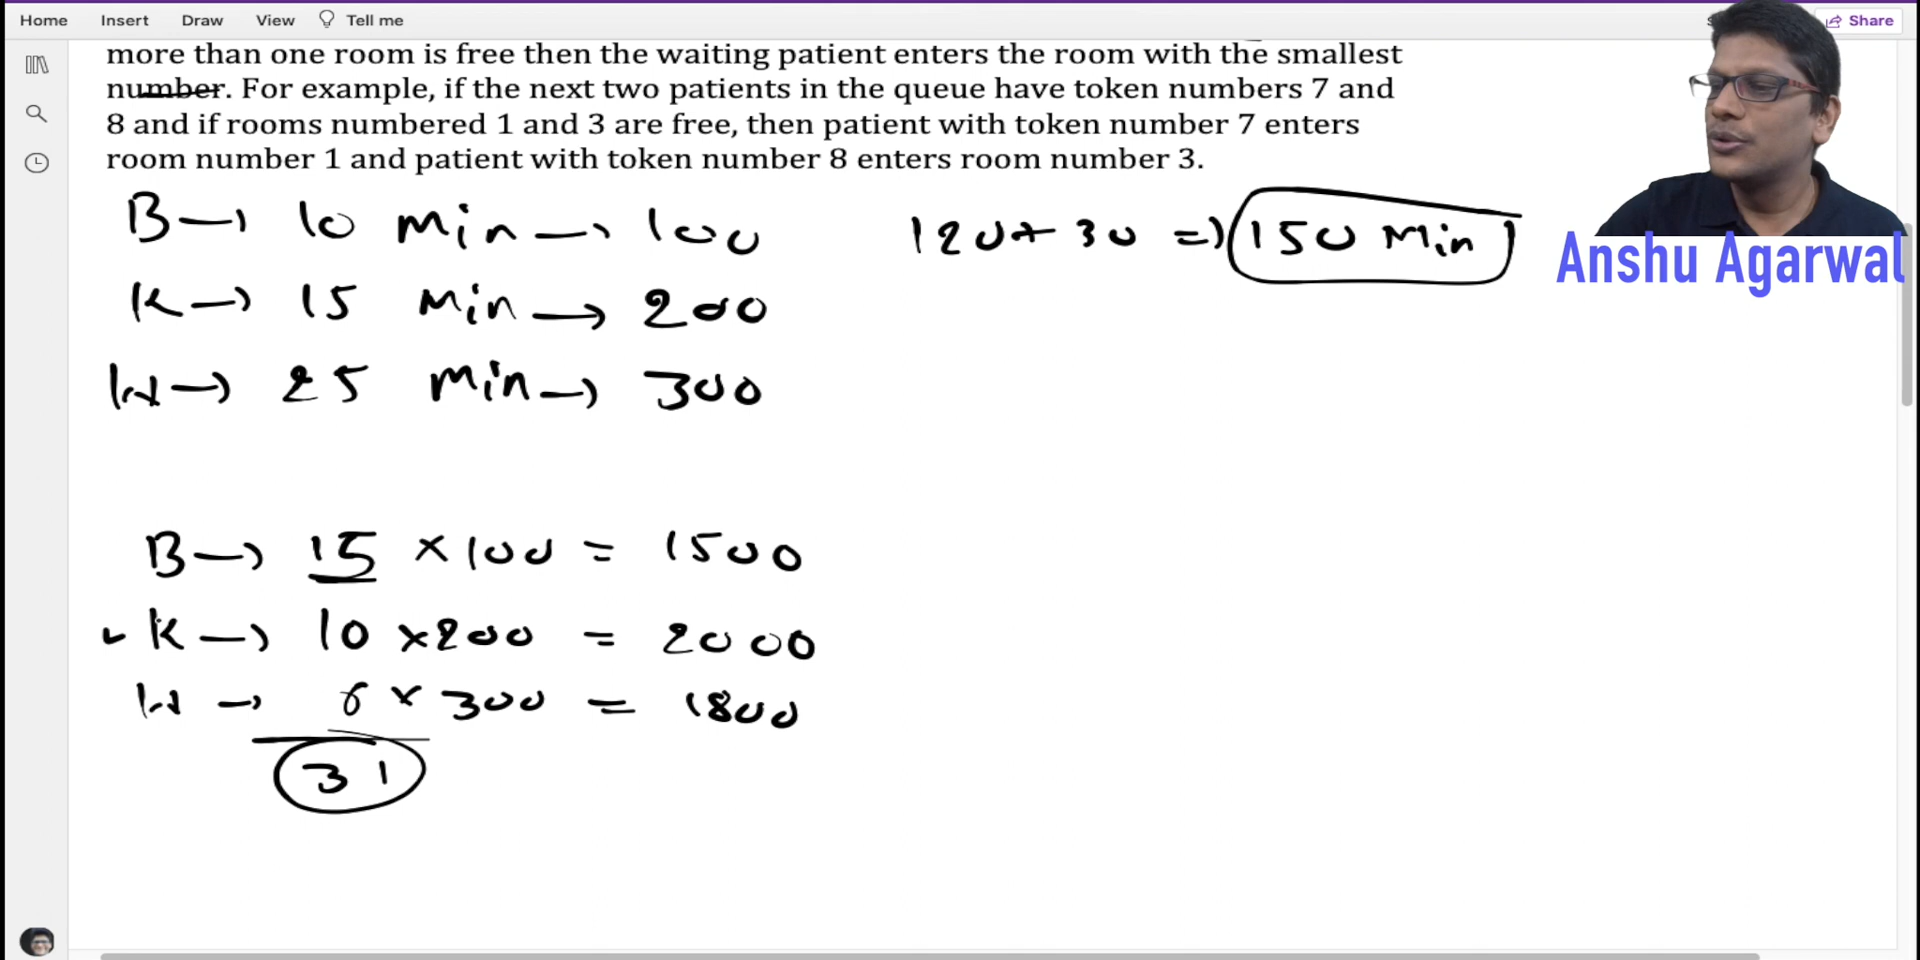 Home Insert Draw View Tell me Share
more than one room is free then the waiting patient enters the room with the smallest
number. For example, if the next two patients in the queue have token numbers 7 and
8 and if rooms numbered 1 and 3 are free, then patient with token number 7 enters
room number 1 and patient with token number 8 enters room number 3.
B → 10 Min → 100 120 + 30 ⇒ 150 Min
Anshu Agarwal
K → 15 Min → 200
W → 25 Min → 300
B → 15 × 100 = 1500
K → 10 × 200 = 2000
W → 6 × 300 = 1800
31